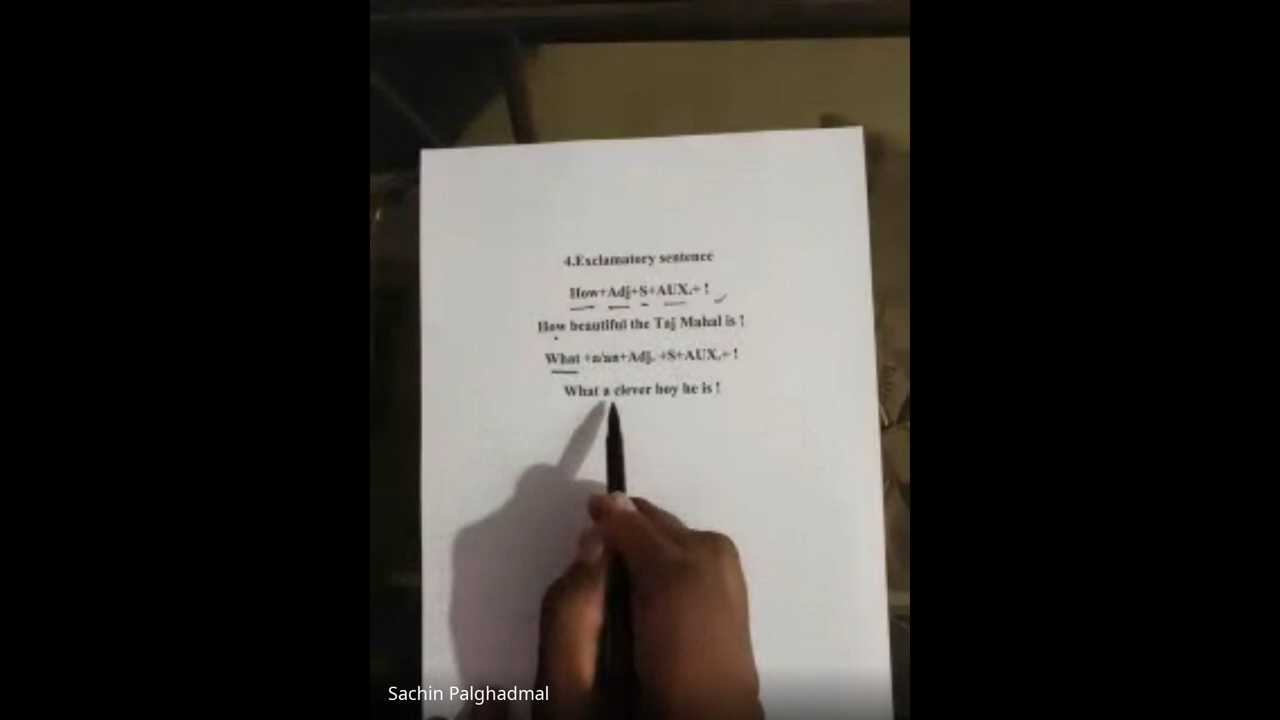 4.Exclamatory sentence
How+Adj+S+AUX.+ !
How beautiful the Taj Mahal is !
What +a/an+Adj. +S+AUX.+ !
What a clever boy he is !
Sachin Palghadmal